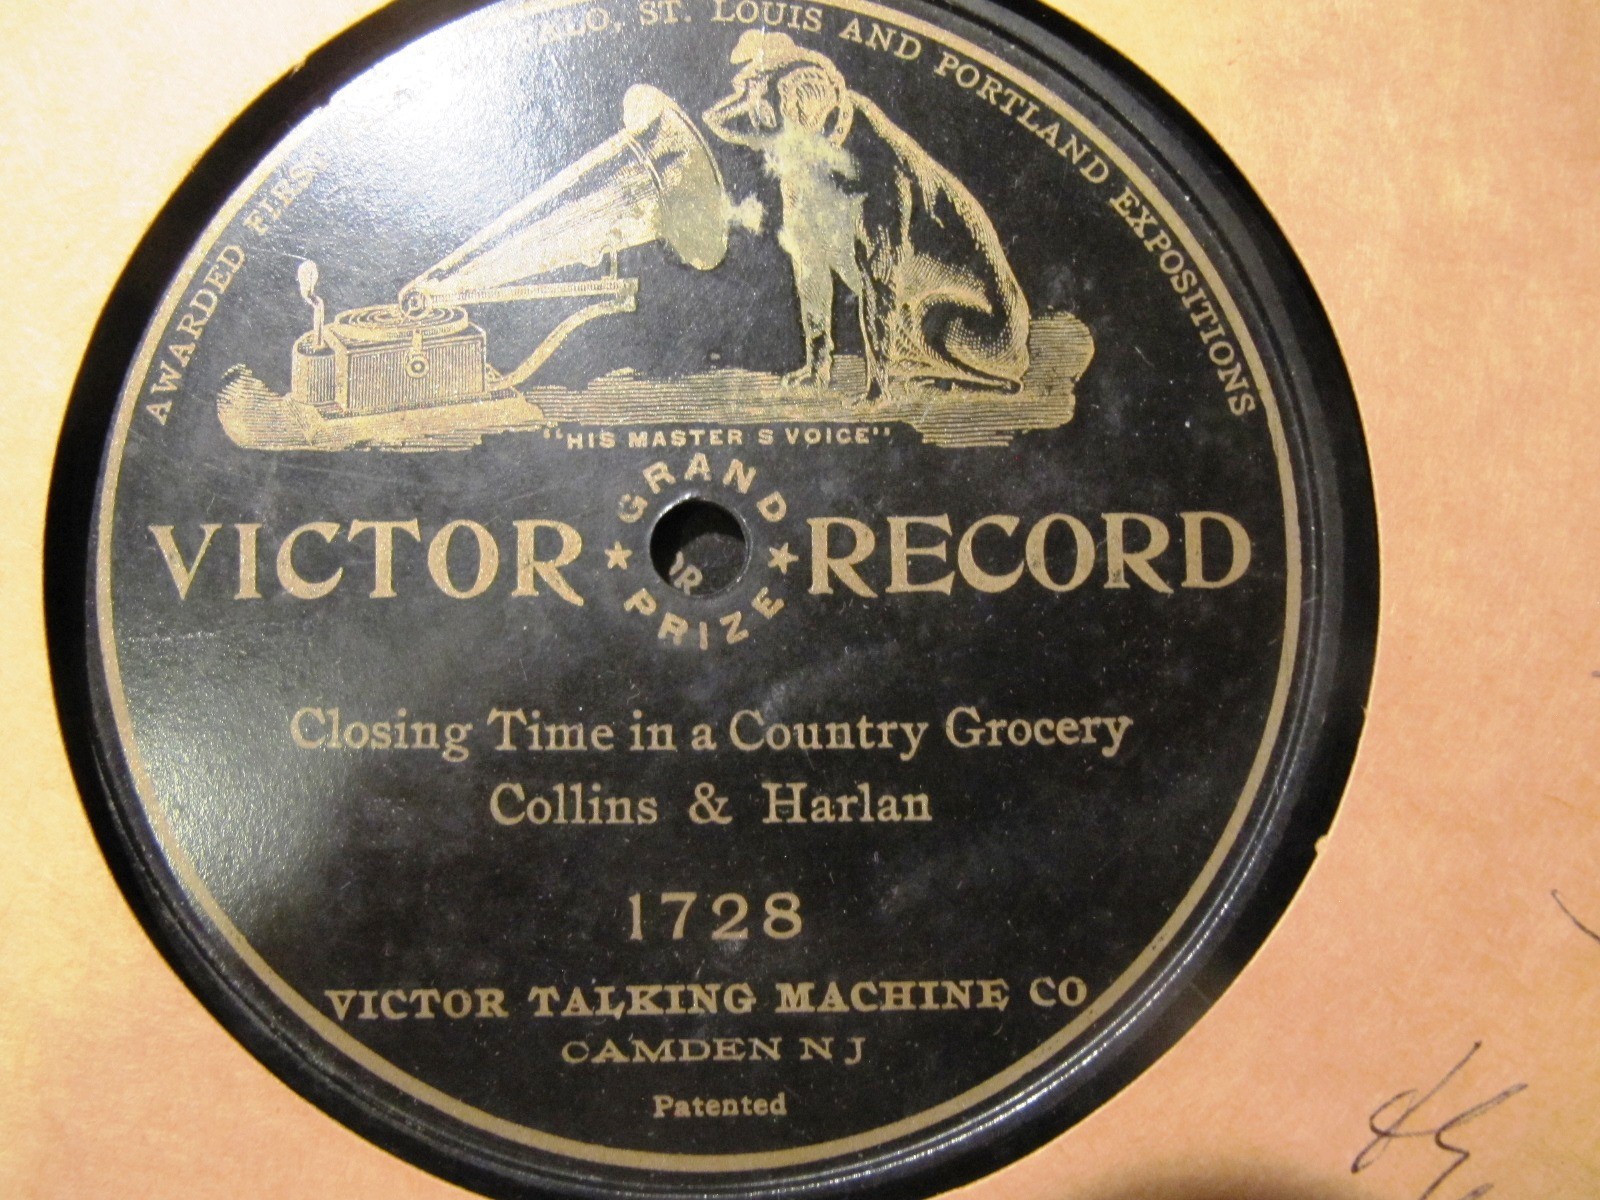 AWARDED FIRST ST. LOUIS AND PORTLAND EXPOSITIONS
"HIS MASTER S VOICE"
GRAND
VICTOR RECORD
PRIZE
Closing Time in a Country Grocery
Collins & Harlan
1728
VICTOR TALKING MACHINE CO
CAMDEN N J
Patented